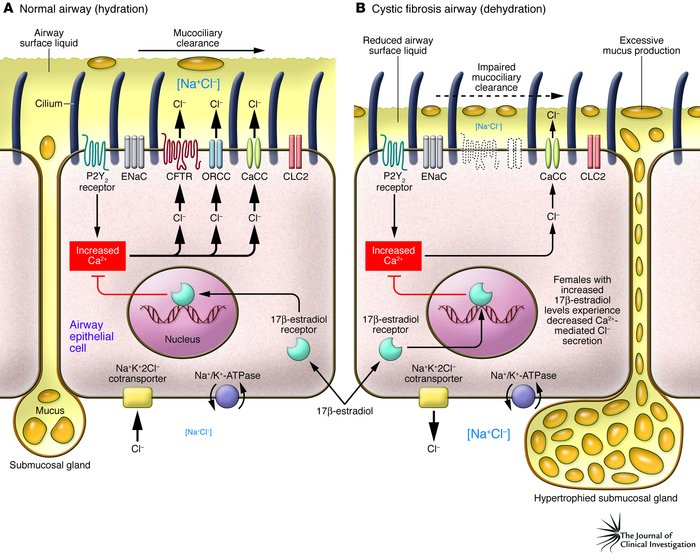 A Normal airway (hydration)
Airway
surface liquid
Mucociliary
clearance
[Na⁺Cl⁻]
Cilium
Cl⁻
Cl⁻
Cl⁻
P2Y₂
receptor
ENaC
CFTR
ORCC
CaCC
CLC2
Cl⁻
Cl⁻
Cl⁻
Increased
Ca²⁺
Airway
epithelial
cell
Nucleus
17β-estradiol
receptor
Na⁺K⁺2Cl⁻
cotransporter
Na⁺/K⁺-ATPase
Cl⁻
[Na⁺Cl⁻]
Mucus
Submucosal gland
17β-estradiol
B Cystic fibrosis airway (dehydration)
Reduced airway
surface liquid
Impaired
mucociliary
clearance
Excessive
mucus production
[Na⁺Cl⁻]
Cl⁻
P2Y₂
receptor
ENaC
CaCC
CLC2
Cl⁻
Increased
Ca²⁺
17β-estradiol
receptor
Nucleus
Females with
increased
17β-estradiol
levels experience
decreased Ca²⁺-
mediated Cl⁻
secretion
Na⁺K⁺2Cl⁻
cotransporter
Na⁺/K⁺-ATPase
Cl⁻
[Na⁺Cl⁻]
Hypertrophied submucosal gland
The Journal of
Clinical Investigation